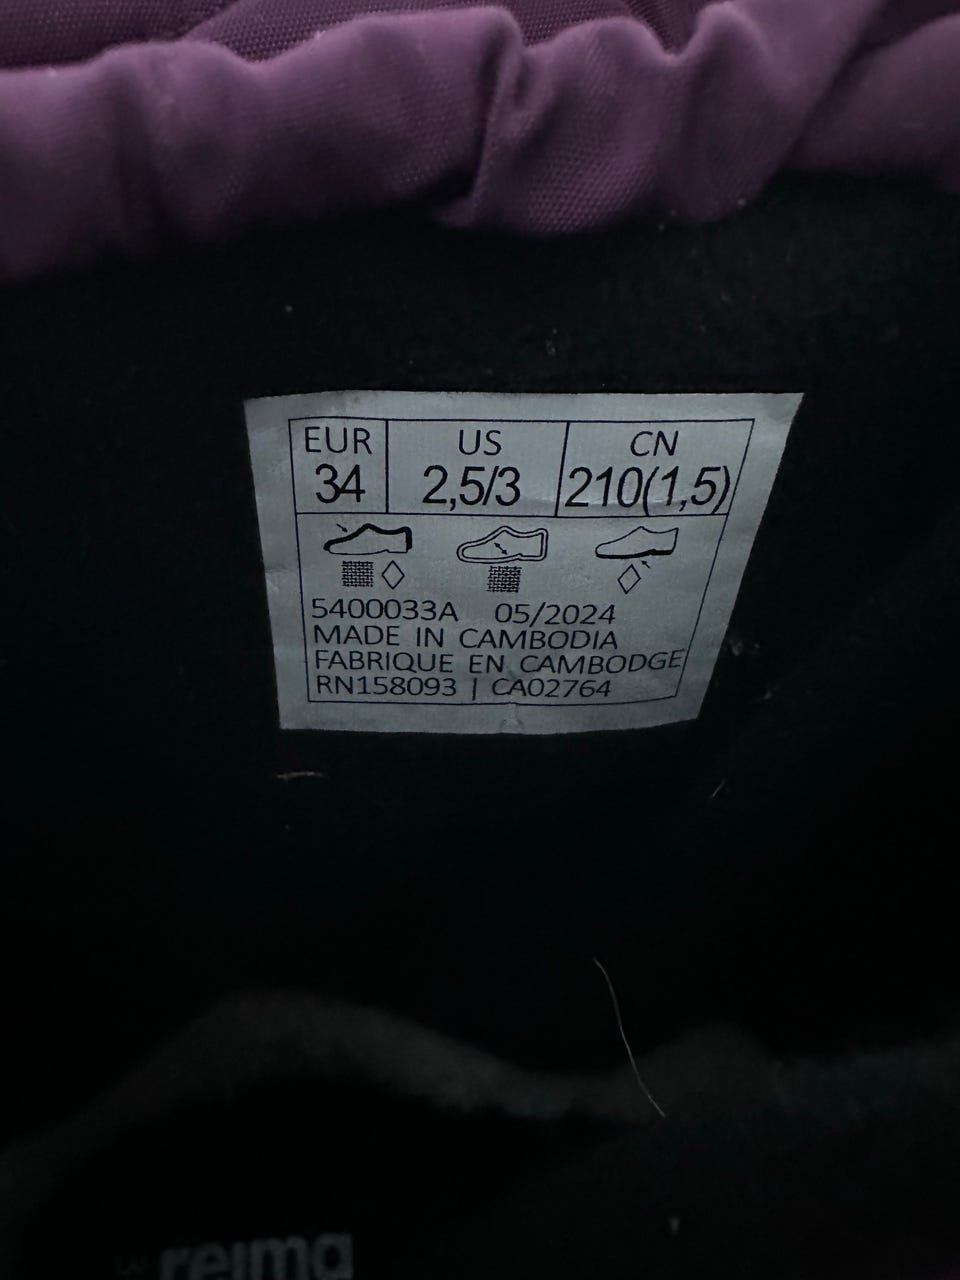 EUR US CN
34 2,5/3 210(1,5)
5400033A 05/2024
MADE IN CAMBODIA
FABRIQUE EN CAMBODGE
RN158093 | CA02764
reima